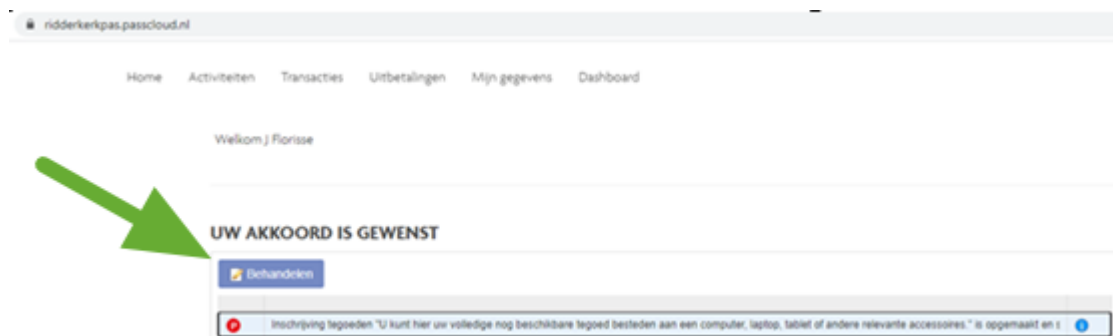 ridderkerkpas.passcloud.nl
Home Activiteiten Transacties Uitbetalingen Mijn gegevens Dashboard
Welkom J Florisse
UW AKKOORD IS GEWENST
Behandelen
P Inschrijving tegoeden "U kunt hier uw volledige nog beschikbare tegoed besteden aan een computer, laptop, tablet of andere relevante accessoires." is opgemaakt en